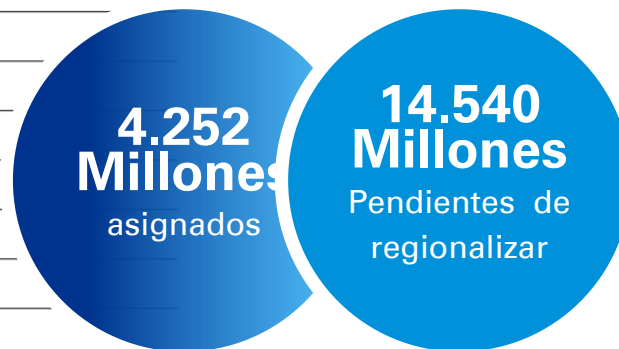 4.252
Millones
asignados
14.540
Millones
Pendientes de
regionalizar